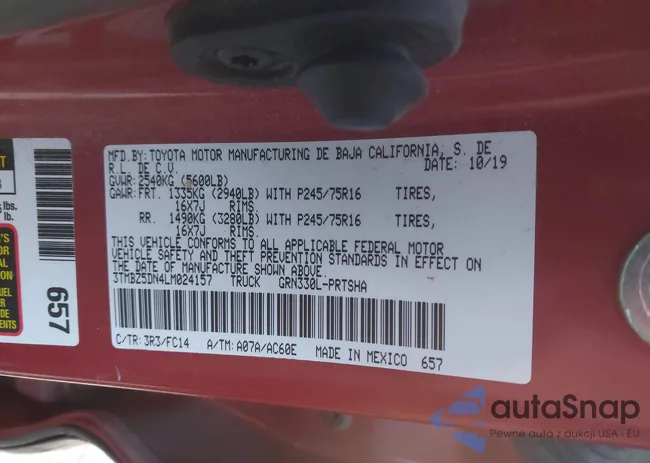 MFD.BY: TOYOTA MOTOR MANUFACTURING DE BAJA CALIFORNIA, S. DE
R.L. DE C.V. DATE: 10/19
GVWR: 2540KG (5600LB)
GAWR: FRT. 1335KG (2940LB) WITH P245/75R16 TIRES,
16X7J RIMS
RR. 1490KG (3280LB) WITH P245/75R16 TIRES,
16X7J RIMS
THIS VEHICLE CONFORMS TO ALL APPLICABLE FEDERAL MOTOR
VEHICLE SAFETY AND THEFT PREVENTION STANDARDS IN EFFECT ON
THE DATE OF MANUFACTURE SHOWN ABOVE.
3TMBZ5DN4LM024157 TRUCK GRN330L-PRTSHA
C/TR: 3R3/FC14 A/TM: A07A/AC60E MADE IN MEXICO 657
657
lb.
autaSnap
Pewne auta z aukcji USA i EU